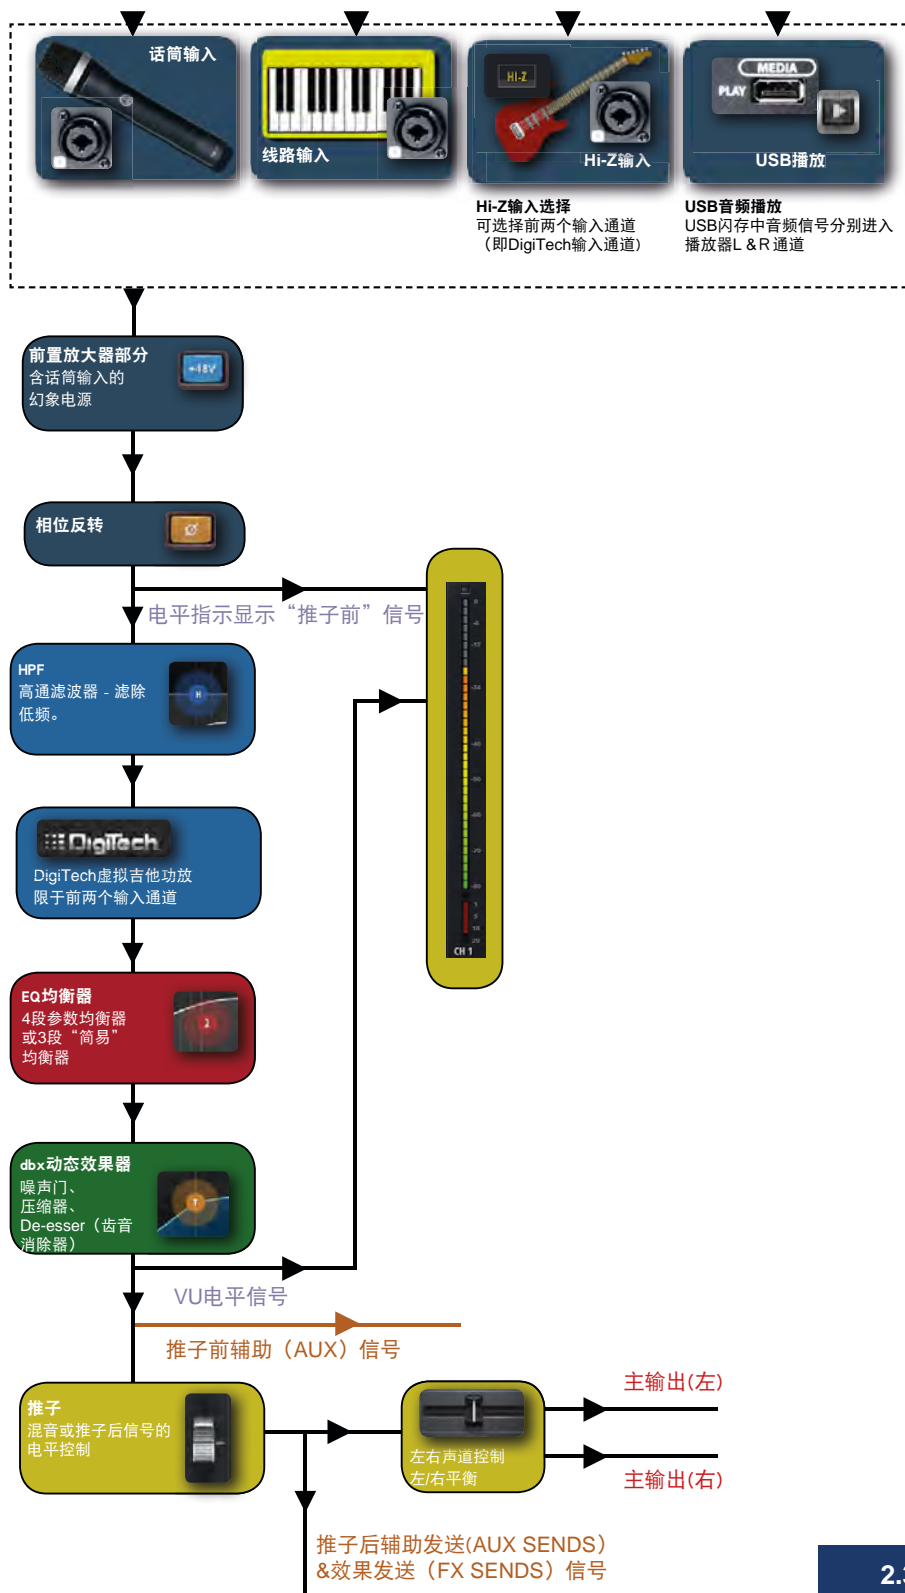 话筒输入
线路输入
HI-Z
Hi-Z输入
MEDIA
PLAY
USB播放
Hi-Z输入选择
可选择前两个输入通道
（即DigiTech输入通道）
USB音频播放
USB闪存中音频信号分别进入
播放器L &R 通道
前置放大器部分
含话筒输入的
幻象电源
+48V
相位反转
Ø
电平指示显示“推子前”信号
HPF
高通滤波器 - 滤除
低频。
H
DigiTech
DigiTech虚拟吉他功放
限于前两个输入通道
EQ均衡器
4段参数均衡器
或3段“简易”
均衡器
2
dbx动态效果器
噪声门、
压缩器、
De-esser（齿音
消除器）
T
CH 1
VU电平信号
推子前辅助（AUX）信号
推子
混音或推子后信号的
电平控制
左右声道控制
左/右平衡
主输出(左)
主输出(右)
推子后辅助发送(AUX SENDS）
&效果发送（FX SENDS）信号